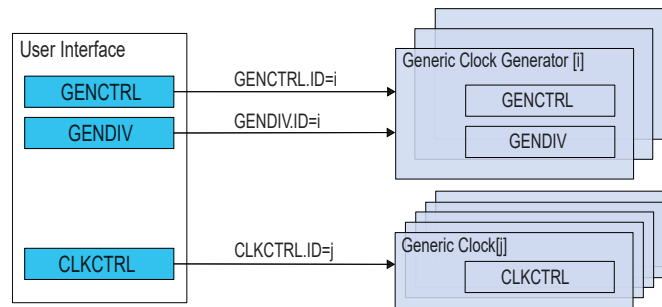 User Interface
GENCTRL
GENDIV
CLKCTRL
GENCTRL.ID=i
GENDIV.ID=i
CLKCTRL.ID=j
Generic Clock Generator [i]
GENCTRL
GENDIV
Generic Clock[j]
CLKCTRL